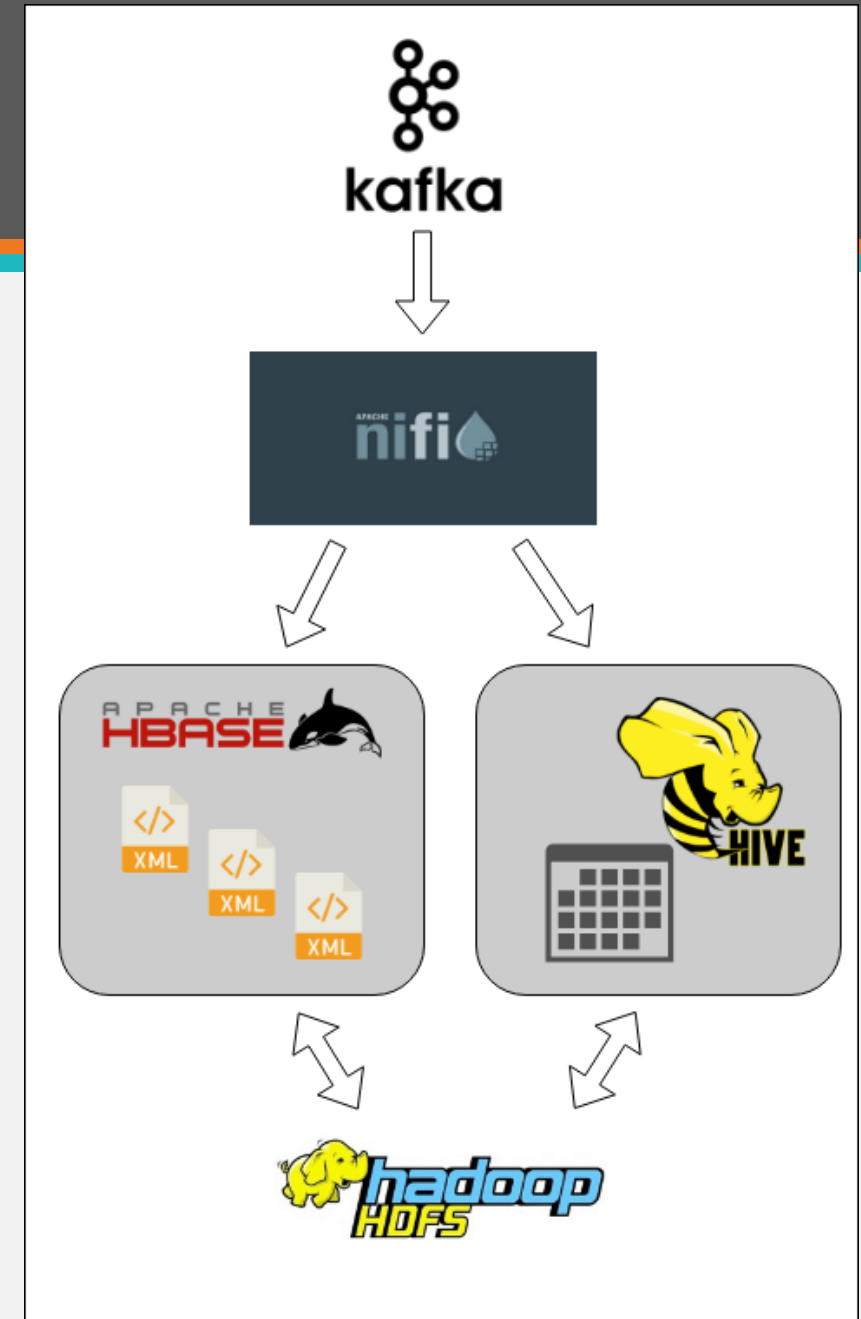 kafka
APACHE
nifi
APACHE
HBASE
</>
XML
</>
XML
</>
XML
HIVE
hadoop
HDFS